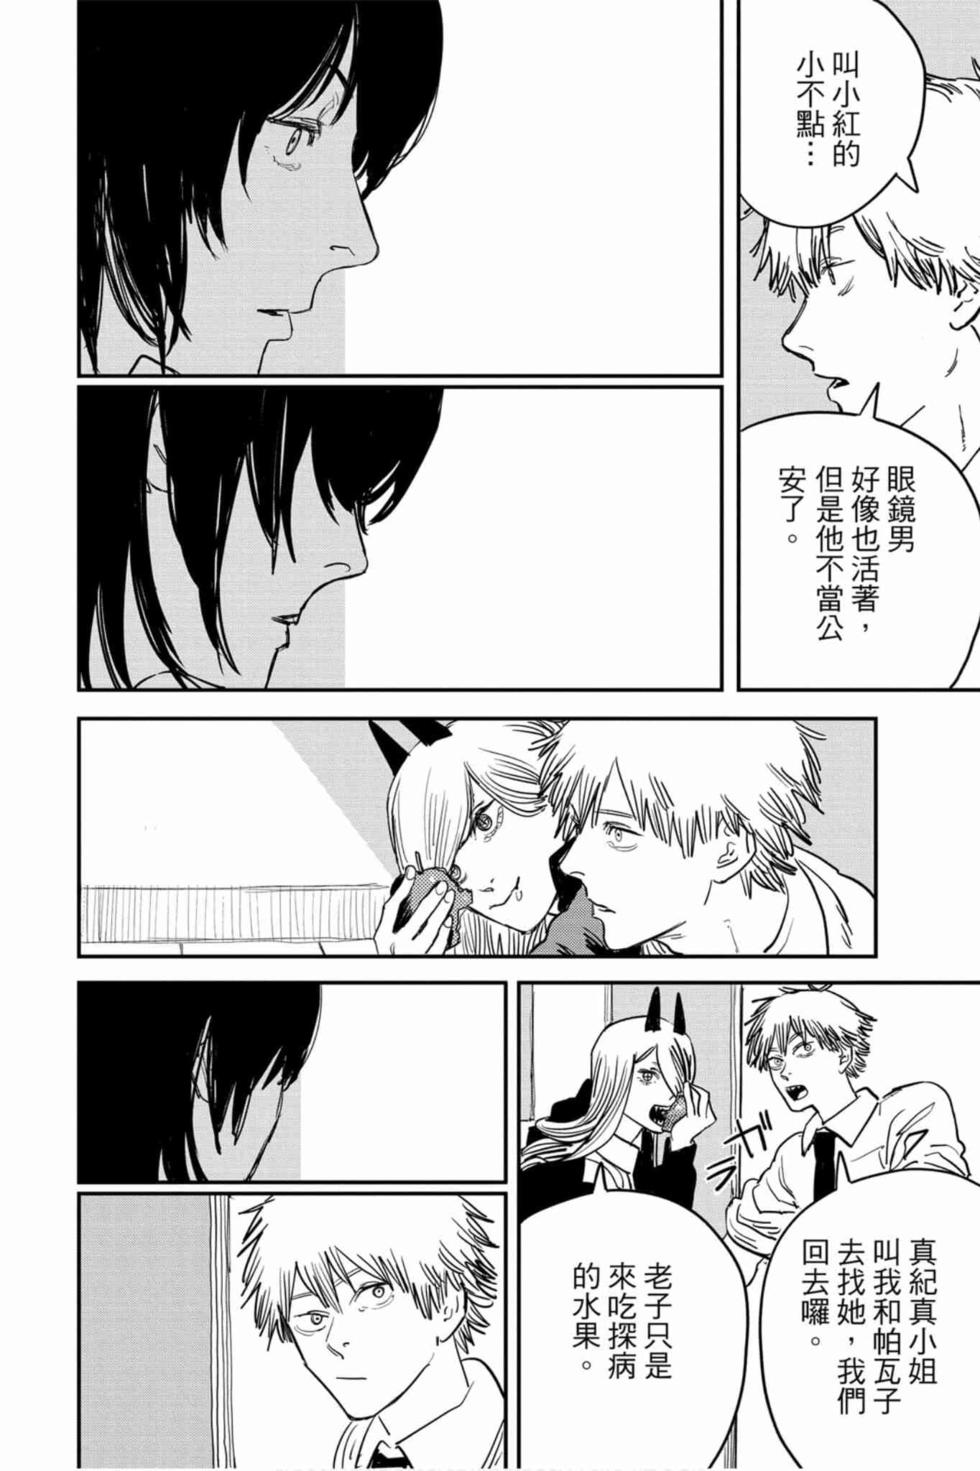 叫小紅的
小不點…
眼鏡男
好像也活著，
但是他不當公
安了。
真紀真小姐
叫我和帕瓦子
去找她，我們
回去囉。
ガ
老子只是
來吃探病
的水果。